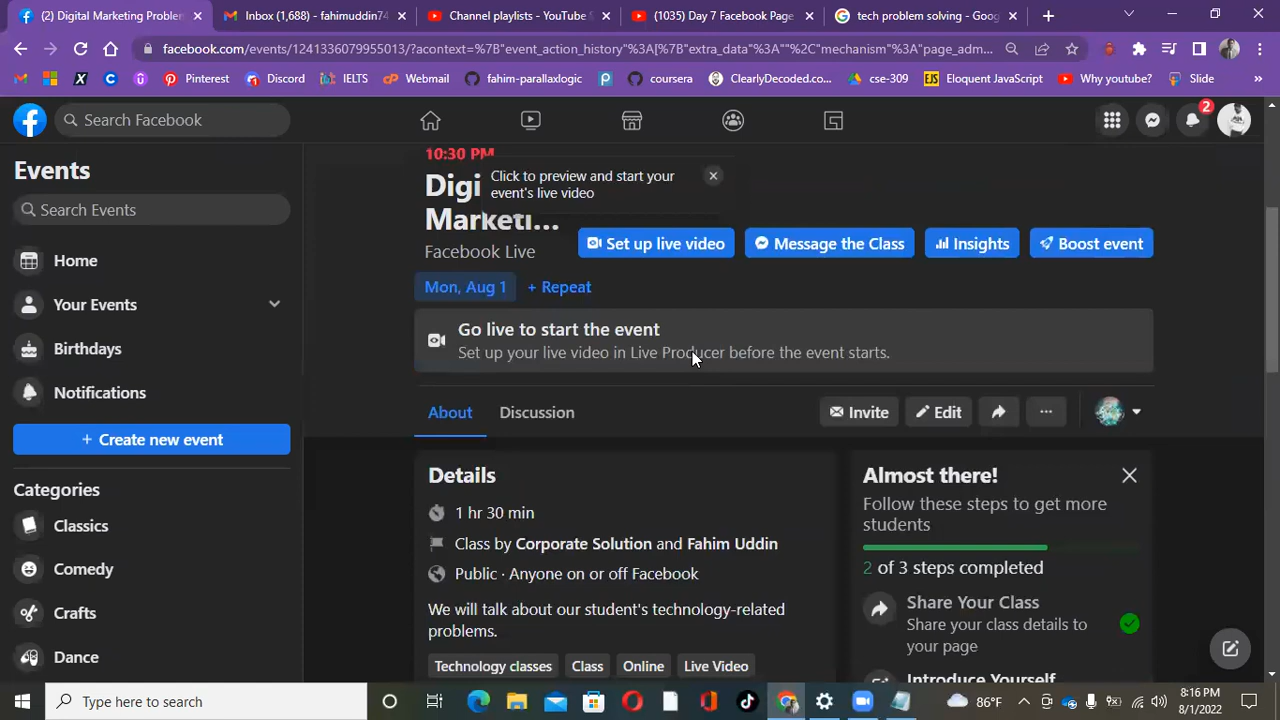 (2) Digital Marketing Problem
Inbox (1,688) - fahimuddin74
Channel playlists - YouTube S
(1035) Day 7 Facebook Page
tech problem solving - Goog
facebook.com/events/1241336079955013/?acontext=%7B"event_action_history"%3A[%7B"extra_data"%3A""%2C"mechanism"%3A"page_adm...
Pinterest
Discord
IELTS
Webmail
fahim-parallaxlogic
coursera
ClearlyDecoded.co...
cse-309
EJS
Eloquent JavaScript
Why youtube?
Slide
Search Facebook
2
Events
Search Events
Home
Your Events
Birthdays
Notifications
+ Create new event
Categories
Classics
Comedy
Crafts
Dance
10:30 PM
Click to preview and start your
event's live video
Digi
Marketi...
Facebook Live
Set up live video
Message the Class
Insights
Boost event
Mon, Aug 1
+ Repeat
Go live to start the event
Set up your live video in Live Producer before the event starts.
About
Discussion
Invite
Edit
Details
1 hr 30 min
Class by Corporate Solution and Fahim Uddin
Public · Anyone on or off Facebook
We will talk about our student's technology-related
problems.
Technology classes
Class
Online
Live Video
Almost there!
Follow these steps to get more
students
2 of 3 steps completed
Share Your Class
Share your class details to
your page
Introduce Yourself
Type here to search
86°F
8:16 PM
8/1/2022